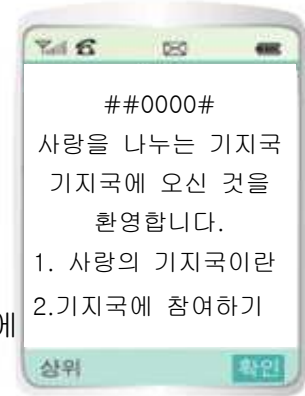 ##0000#
사랑을 나누는 기지국
기지국에 오신 것을
환영합니다.
1. 사랑의 기지국이란
2.기지국에 참여하기
에
상위
확인